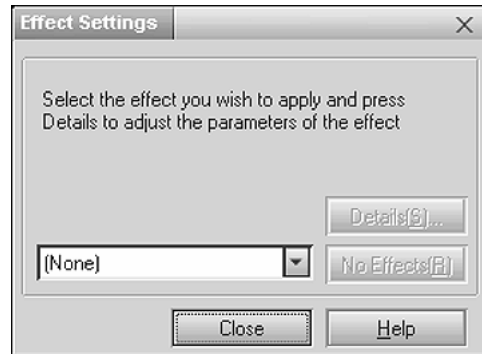 Effect Settings
Select the effect you wish to apply and press
Details to adjust the parameters of the effect
Details(S)...
(None)
No Effects(R)
Close
Help